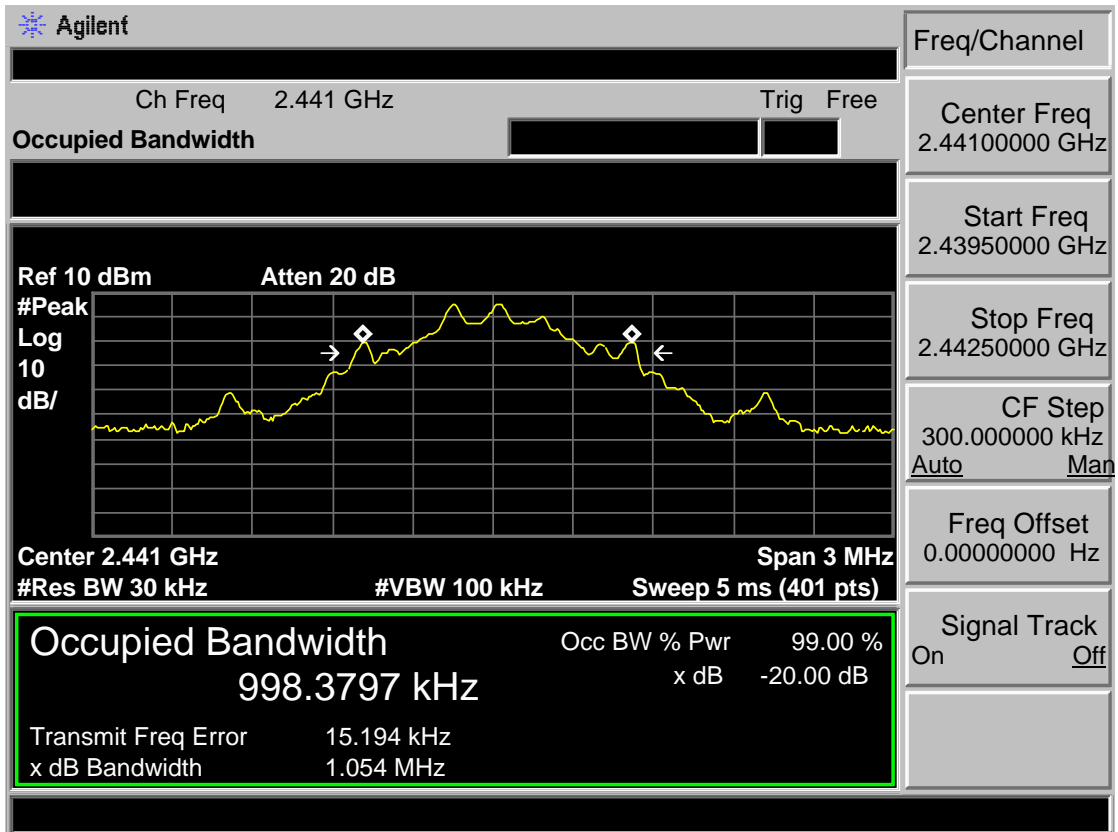 Agilent
Freq/Channel
Ch Freq 2.441 GHz Trig Free
Occupied Bandwidth
Center Freq
2.44100000 GHz
Start Freq
2.43950000 GHz
Stop Freq
2.44250000 GHz
CF Step
300.000000 kHz
Auto Man
Freq Offset
0.00000000 Hz
Signal Track
On Off
Ref 10 dBm Atten 20 dB
#Peak
Log
10
dB/
Center 2.441 GHz Span 3 MHz
#Res BW 30 kHz #VBW 100 kHz Sweep 5 ms (401 pts)
Occupied Bandwidth Occ BW % Pwr 99.00 %
998.3797 kHz x dB -20.00 dB
Transmit Freq Error 15.194 kHz
x dB Bandwidth 1.054 MHz